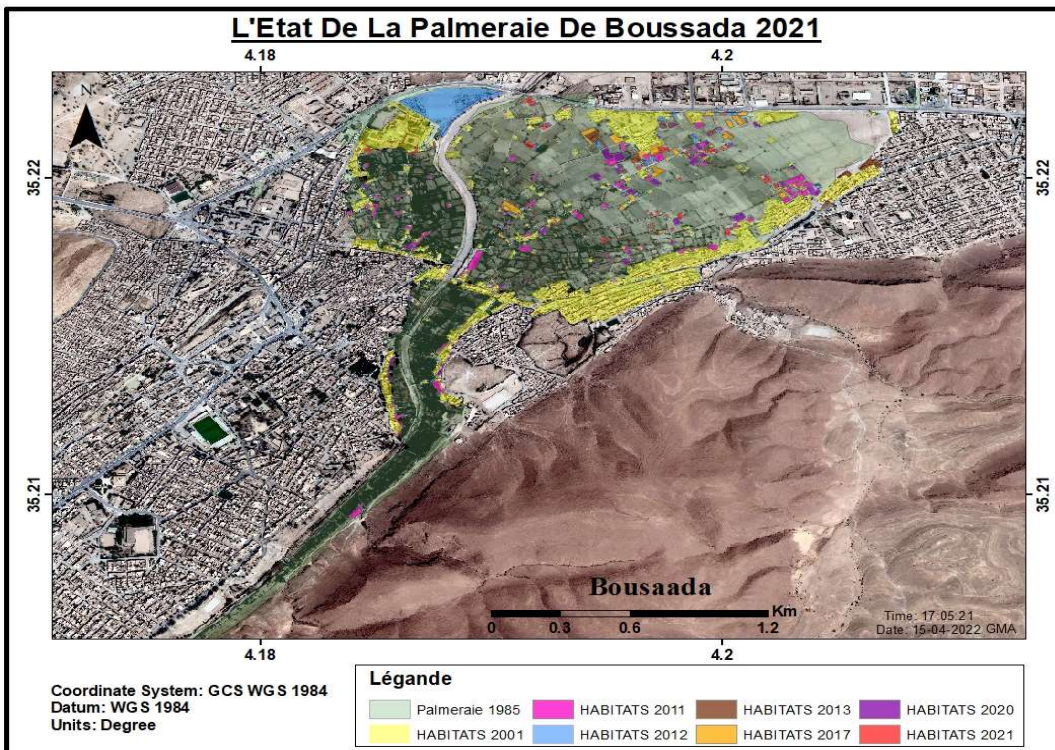 L'Etat De La Palmeraie De Boussada 2021
4.18 4.2
N
35.22 35.22
35.21 35.21
Bousaada
Km
0 0.3 0.6 1.2
Time: 17:05:21
Date: 15-04-2022 GMA
4.18 4.2
Coordinate System: GCS WGS 1984
Datum: WGS 1984
Units: Degree
Légande
Palmeraie 1985 HABITATS 2011 HABITATS 2013 HABITATS 2020
HABITATS 2001 HABITATS 2012 HABITATS 2017 HABITATS 2021